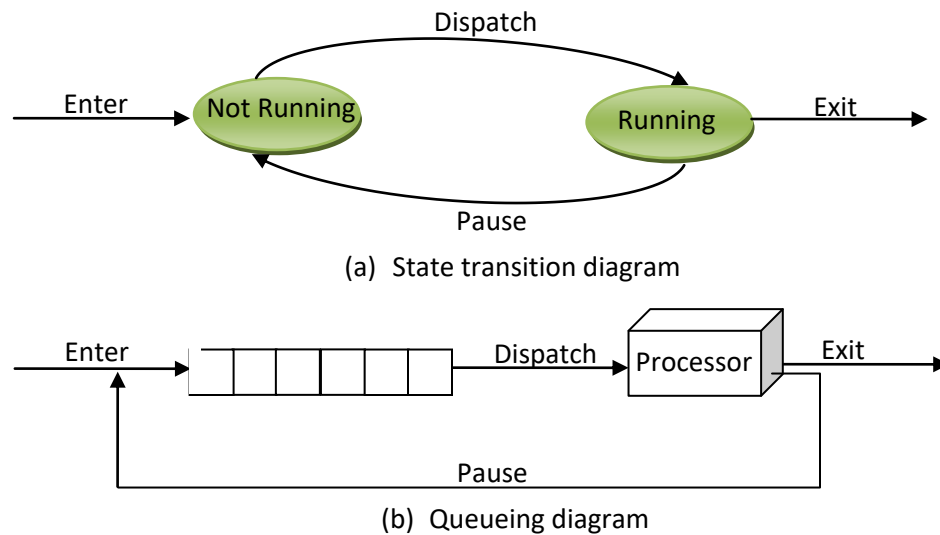 Dispatch
Enter
Not Running
Running
Exit
Pause
(a) State transition diagram
Enter
Dispatch
Processor
Exit
Pause
(b) Queueing diagram